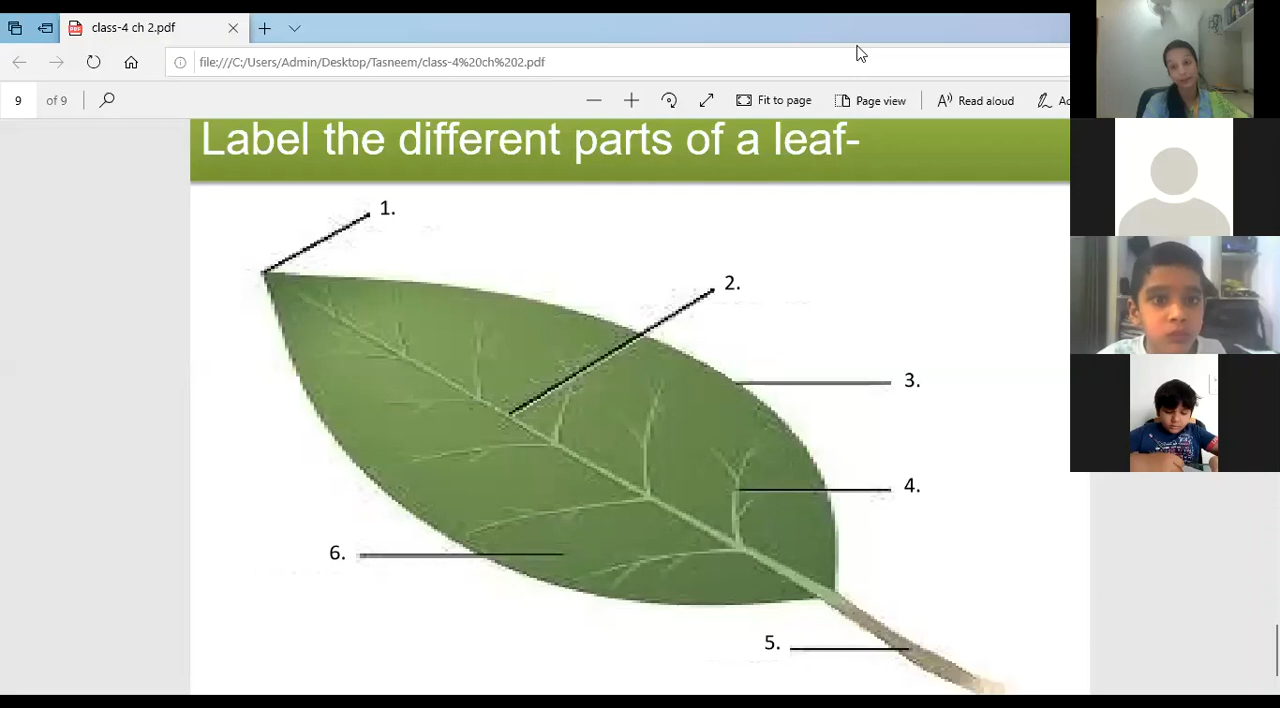 class-4 ch 2.pdf
file:///C:/Users/Admin/Desktop/Tasneem/class-4%20ch%202.pdf
9 of 9
Fit to page
Page view
Read aloud
Label the different parts of a leaf-
1.
2.
3.
4.
6.
5.